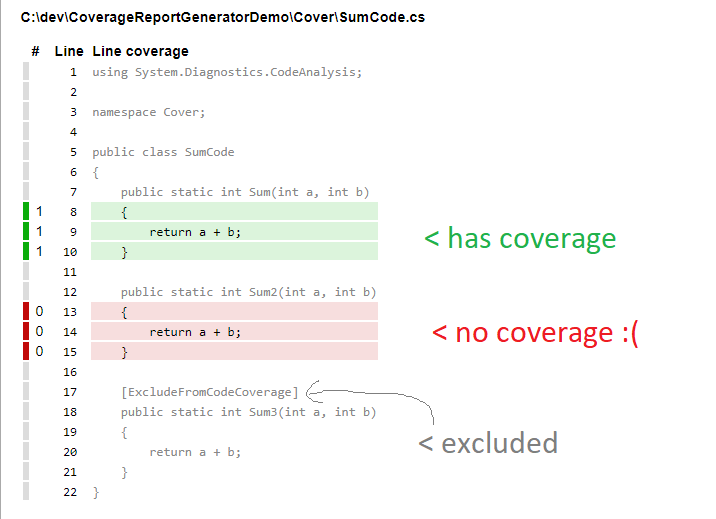 C:\dev\CoverageReportGeneratorDemo\Cover\SumCode.cs
# Line Line coverage
1 using System.Diagnostics.CodeAnalysis;
2
3 namespace Cover;
4
5 public class SumCode
6 {
7 public static int Sum(int a, int b)
1 8 {
1 9 return a + b;
1 10 }
< has coverage
11
12 public static int Sum2(int a, int b)
0 13 {
0 14 return a + b;
0 15 }
< no coverage :(
16
17 [ExcludeFromCodeCoverage]
18 public static int Sum3(int a, int b)
19 {
20 return a + b;
21 }
22 }
< excluded